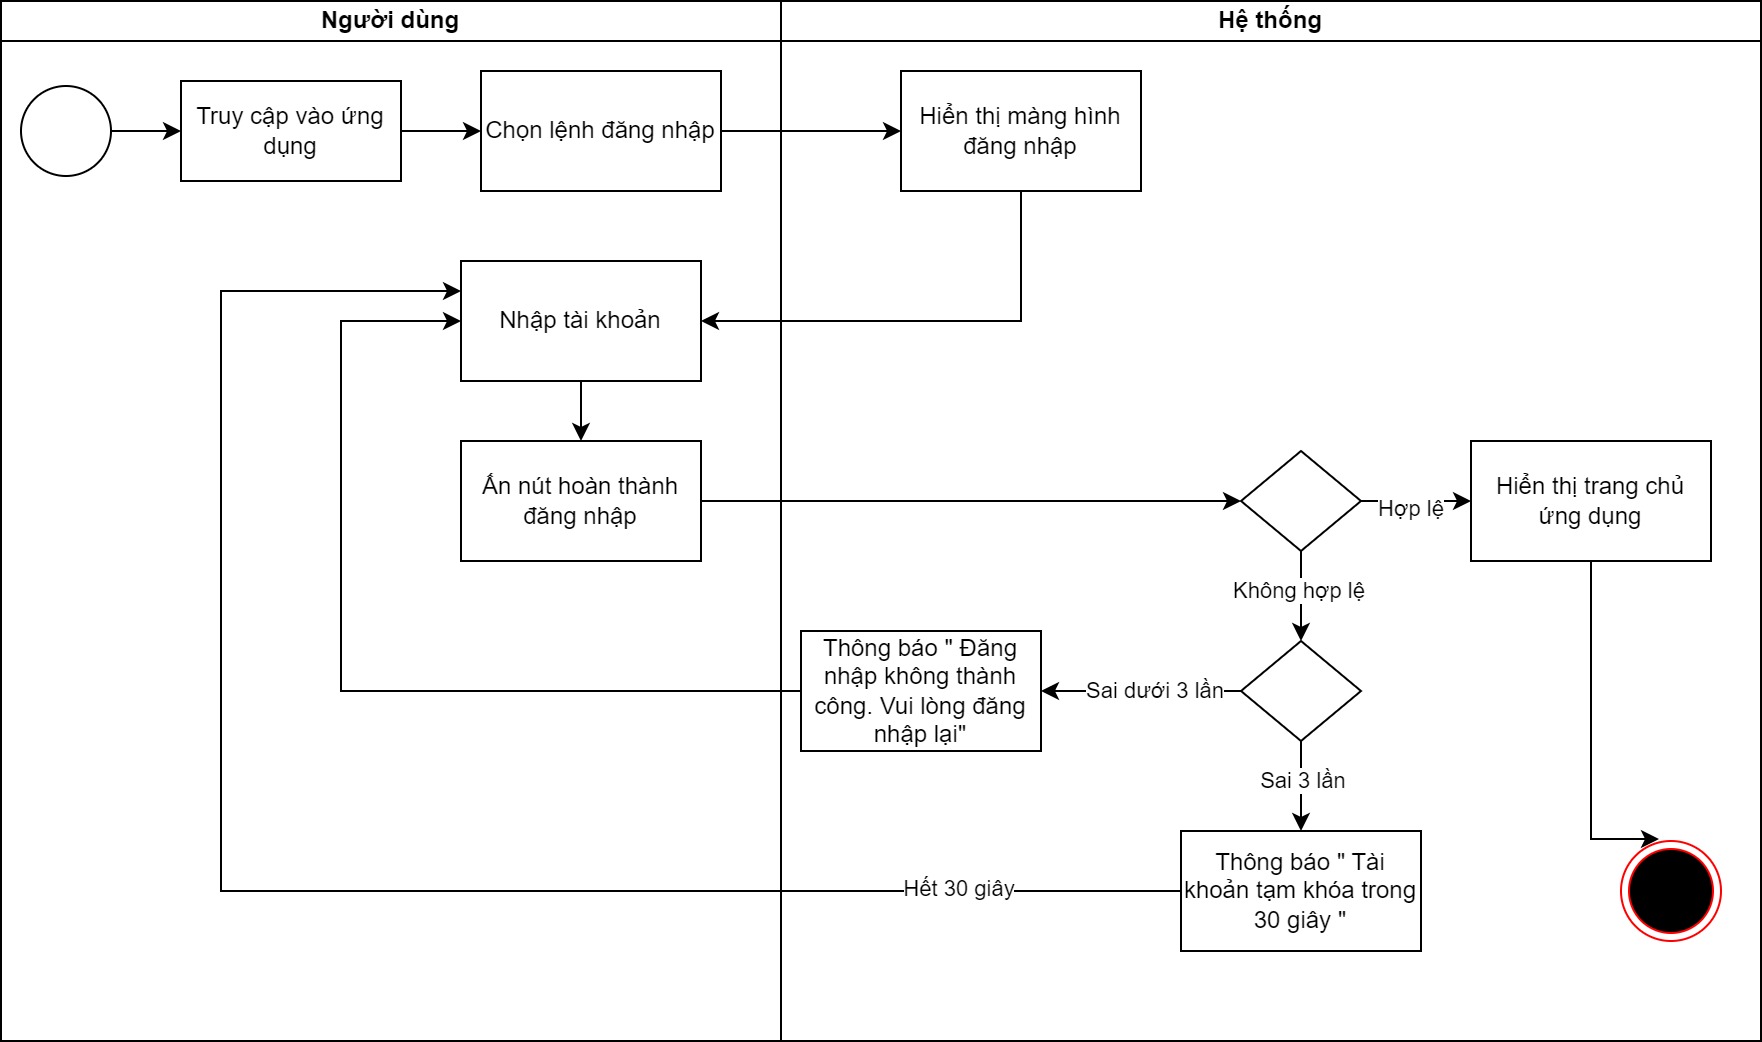 Người dùng
Hệ thống
Truy cập vào ứng
dụng
Chọn lệnh đăng nhập
Hiển thị màng hình
đăng nhập
Nhập tài khoản
Ấn nút hoàn thành
đăng nhập
Hợp lệ
Hiển thị trang chủ
ứng dụng
Không hợp lệ
Thông báo " Đăng
nhập không thành
công. Vui lòng đăng
nhập lại"
Sai dưới 3 lần
Sai 3 lần
Thông báo " Tài
khoản tạm khóa trong
30 giây "
Hết 30 giây